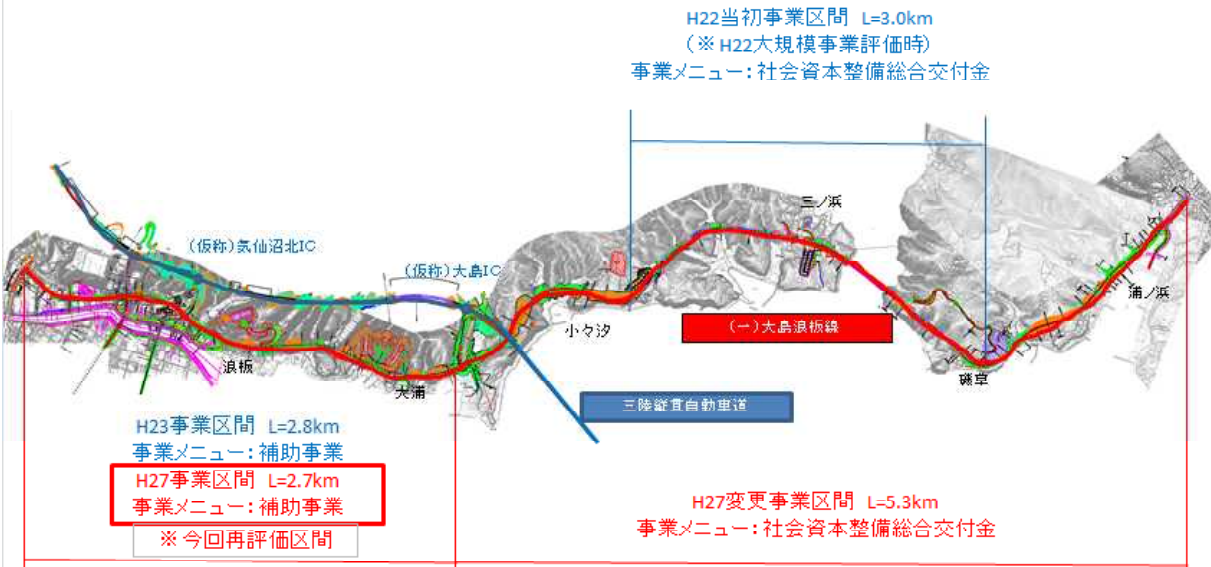 H22当初事業区間 L=3.0km
(※H22大規模事業評価時)
事業メニュー:社会資本整備総合交付金
三ノ浜
(仮称)気仙沼北IC
(仮称)大島IC
浦ノ浜
小々汐
(一)大島浪板線
浪板
大浦
磯草
三陸縦貫自動車道
H23事業区間 L=2.8km
事業メニュー:補助事業
H27事業区間 L=2.7km
事業メニュー:補助事業
※今回再評価区間
H27変更事業区間 L=5.3km
事業メニュー:社会資本整備総合交付金